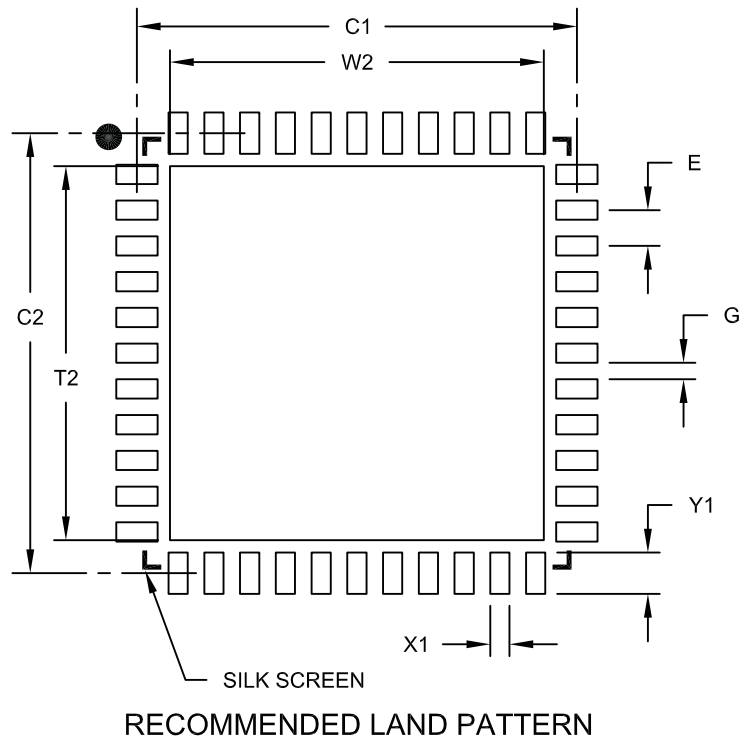 C1
W2
E
C2
G
T2
Y1
X1
SILK SCREEN
RECOMMENDED LAND PATTERN